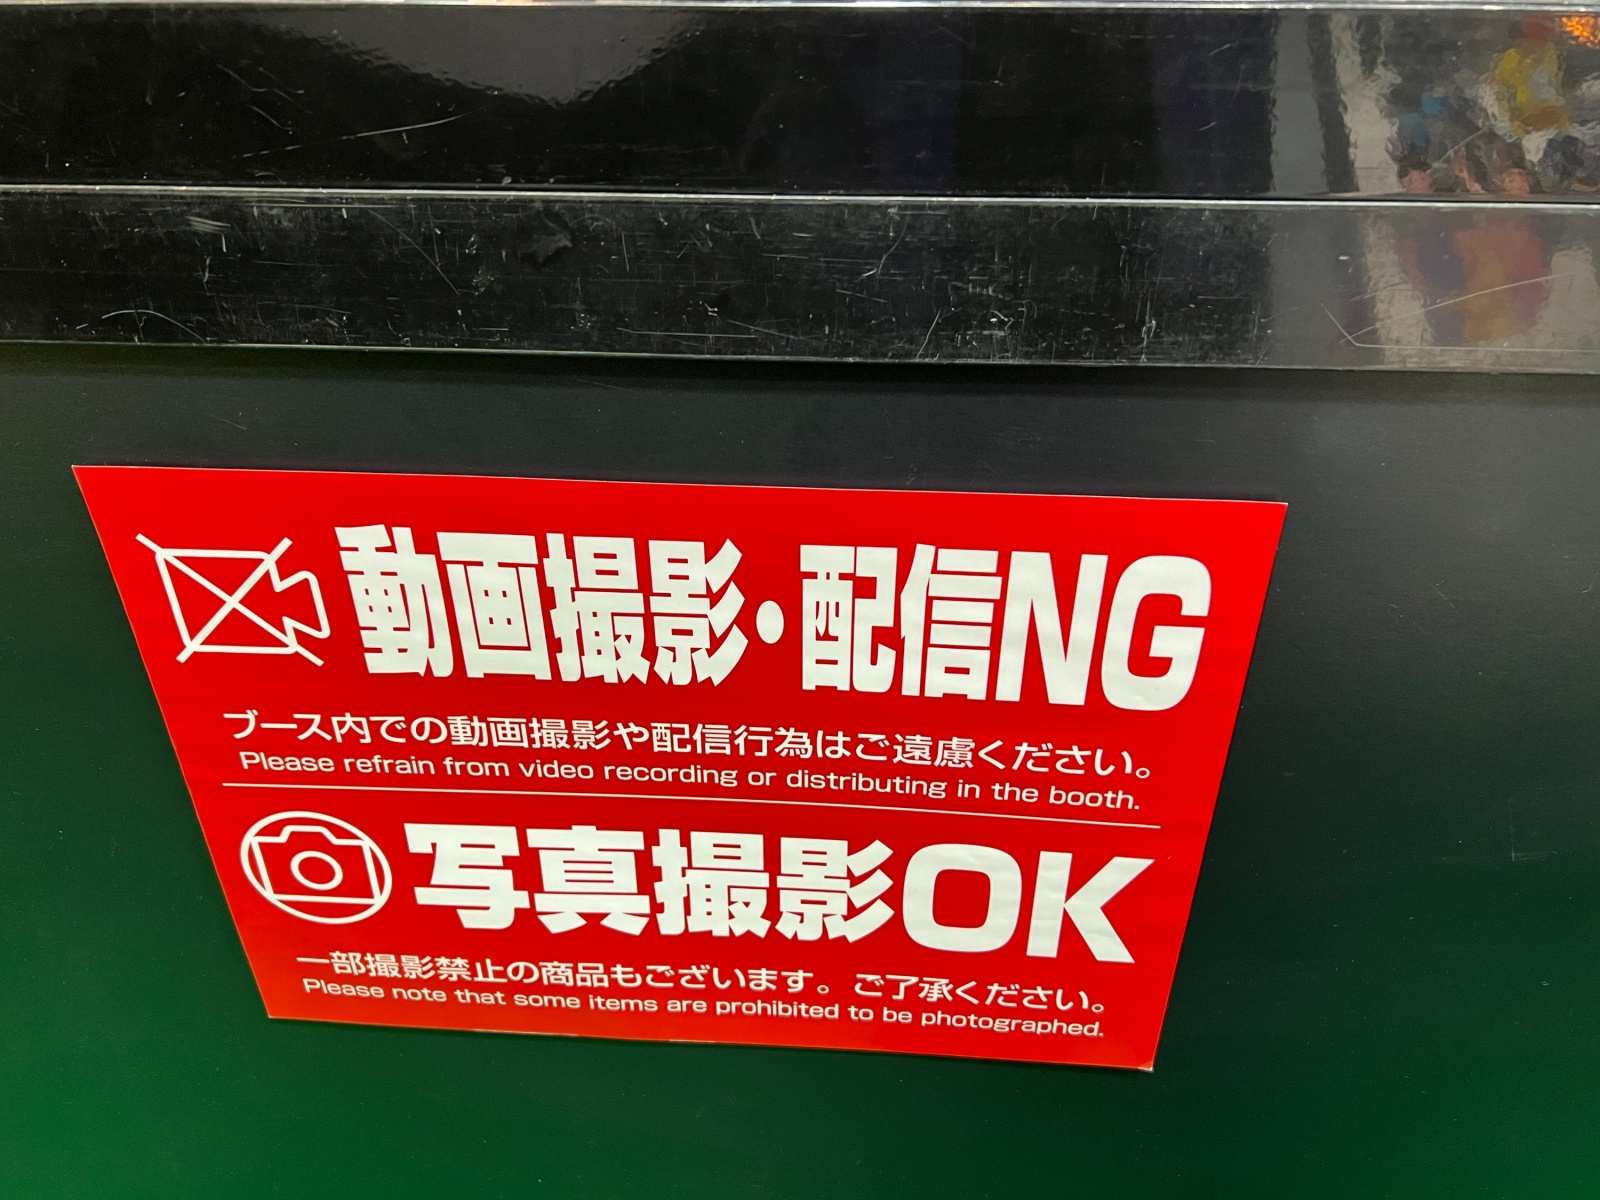 動画撮影・配信NG
ブース内での動画撮影や配信行為はご遠慮ください。
Please refrain from video recording or distributing in the booth.
写真撮影OK
一部撮影禁止の商品もございます。ご了承ください。
Please note that some items are prohibited to be photographed.